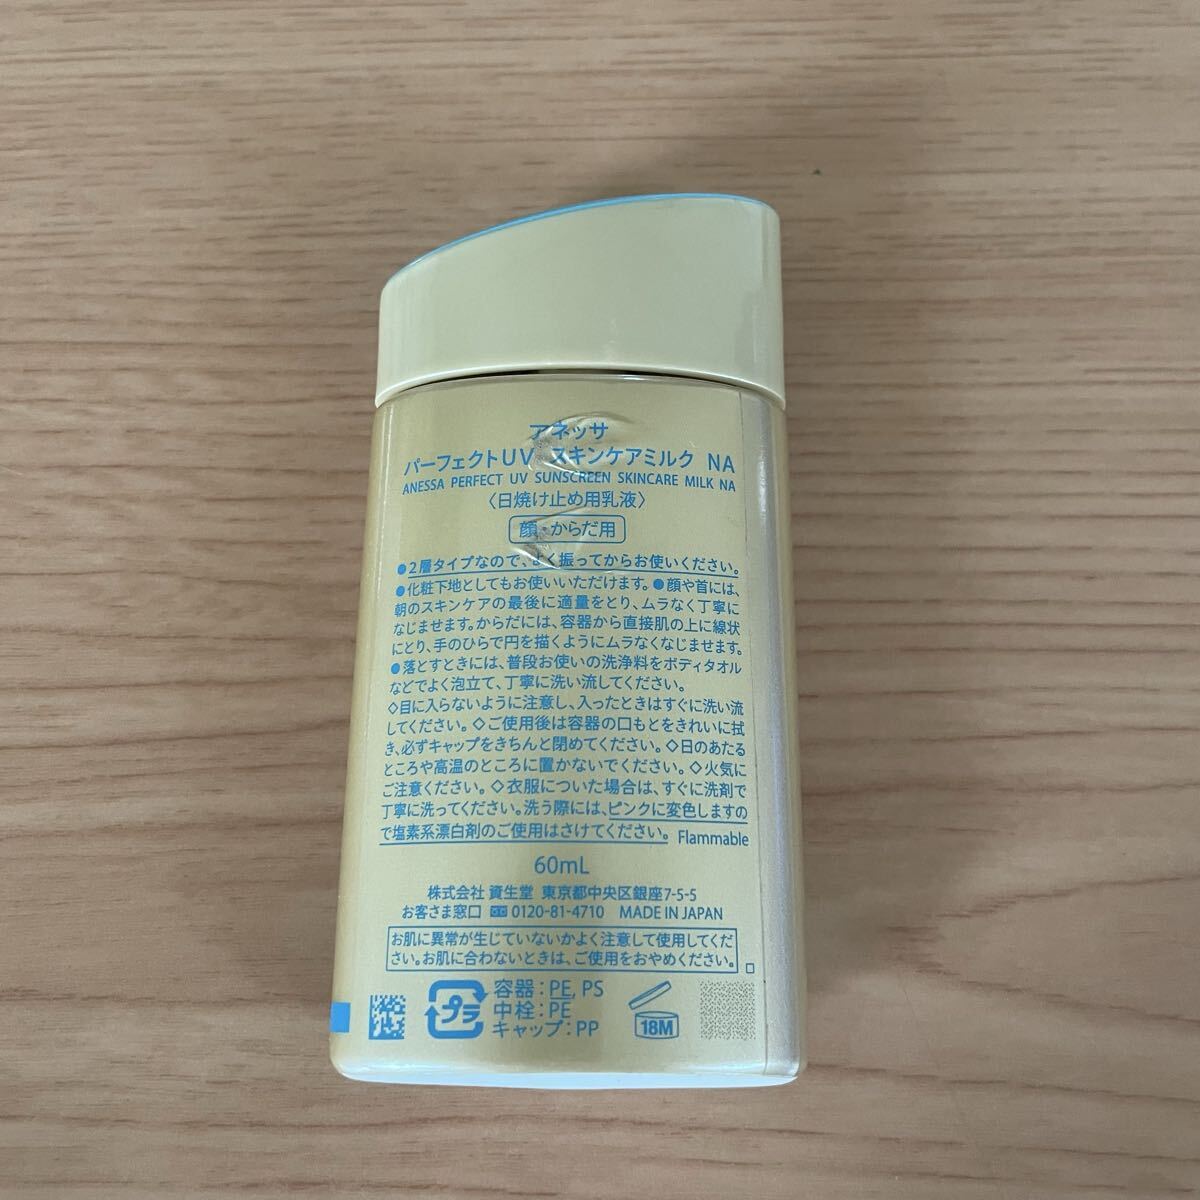 アネッサ
パーフェクトUV スキンケアミルク NA
ANESSA PERFECT UV SUNSCREEN SKINCARE MILK NA
〈日焼け止め用乳液〉
顔・からだ用
●2層タイプなので、よく振ってからお使いください。
●化粧下地としてもお使いいただけます。●顔や首には、
朝のスキンケアの最後に適量をとり、ムラなく丁寧に
なじませます。からだには、容器から直接肌の上に線状
にとり、手のひらで円を描くようにムラなくなじませます。
●落とすときには、普段お使いの洗浄料をボディタオル
などでよく泡立て、丁寧に洗い流してください。
◇目に入らないように注意し、入ったときはすぐに洗い流
してください。◇ご使用後は容器の口もとをきれいに拭
き、必ずキャップをきちんと閉めてください。◇日のあたる
ところや高温のところに置かないでください。◇火気に
ご注意ください。◇衣服についた場合は、すぐに洗剤で
丁寧に洗ってください。洗う際には、ピンクに変色しますの
で塩素系漂白剤のご使用はさけてください。 Flammable
60mL
株式会社 資生堂 東京都中央区銀座7-5-5
お客さま窓口 0120-81-4710 MADE IN JAPAN
お肌に異常が生じていないかよく注意して使用してくだ
さい。お肌に合わないときは、ご使用をおやめください。
プラ
容器:PE, PS
中栓:PE
キャップ:PP
18M